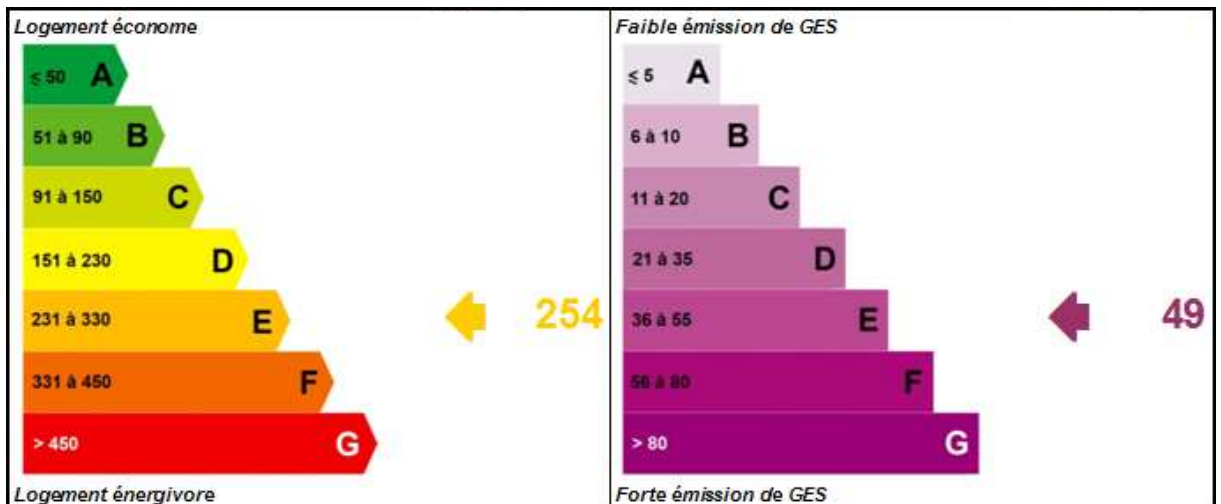 Logement économe
≤ 50 A
51 à 90 B
91 à 150 C
151 à 230 D
231 à 330 E
254
331 à 450 F
> 450 G
Logement énergivore
Faible émission de GES
≤ 5 A
6 à 10 B
11 à 20 C
21 à 35 D
36 à 55 E
49
56 à 80 F
> 80 G
Forte émission de GES